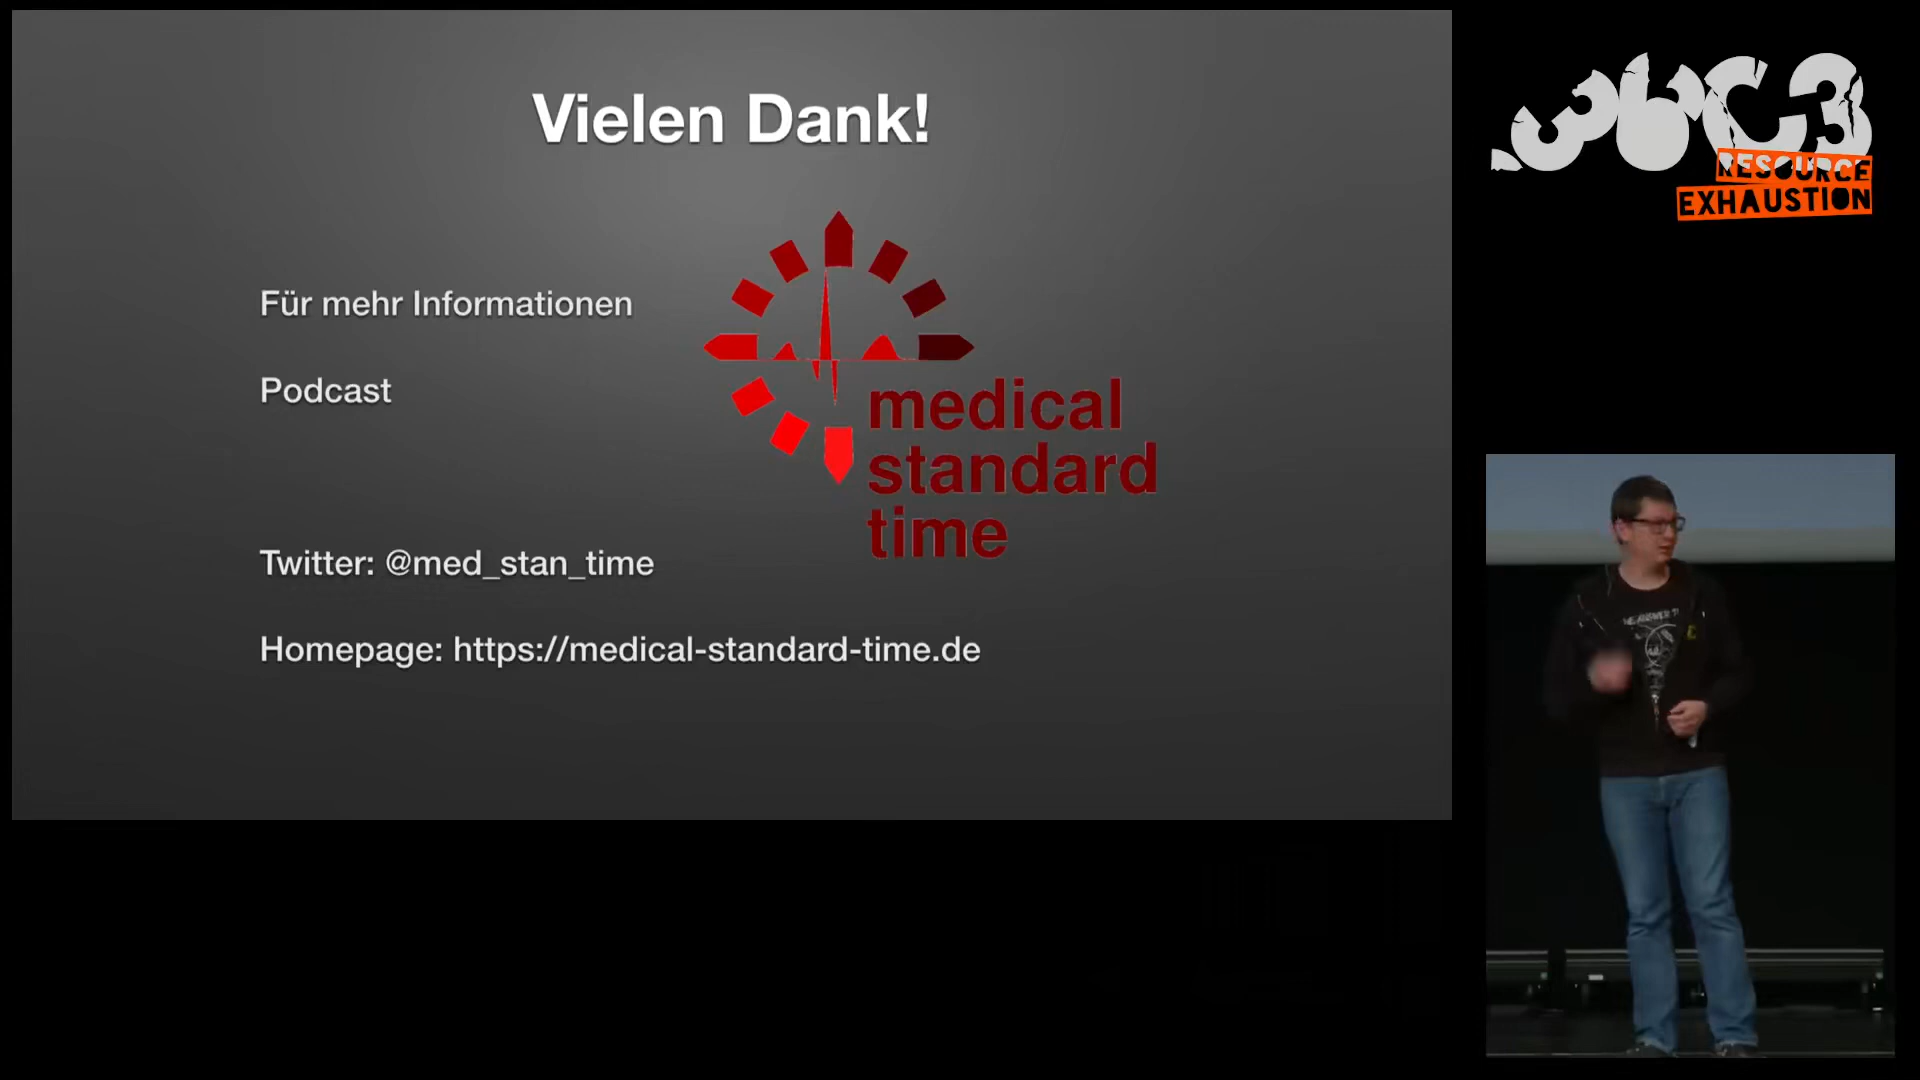 Vielen Dank!
Für mehr Informationen
Podcast
medical
standard
time
Twitter: @med_stan_time
Homepage: https://medical-standard-time.de
36C3
RESOURCE
EXHAUSTION